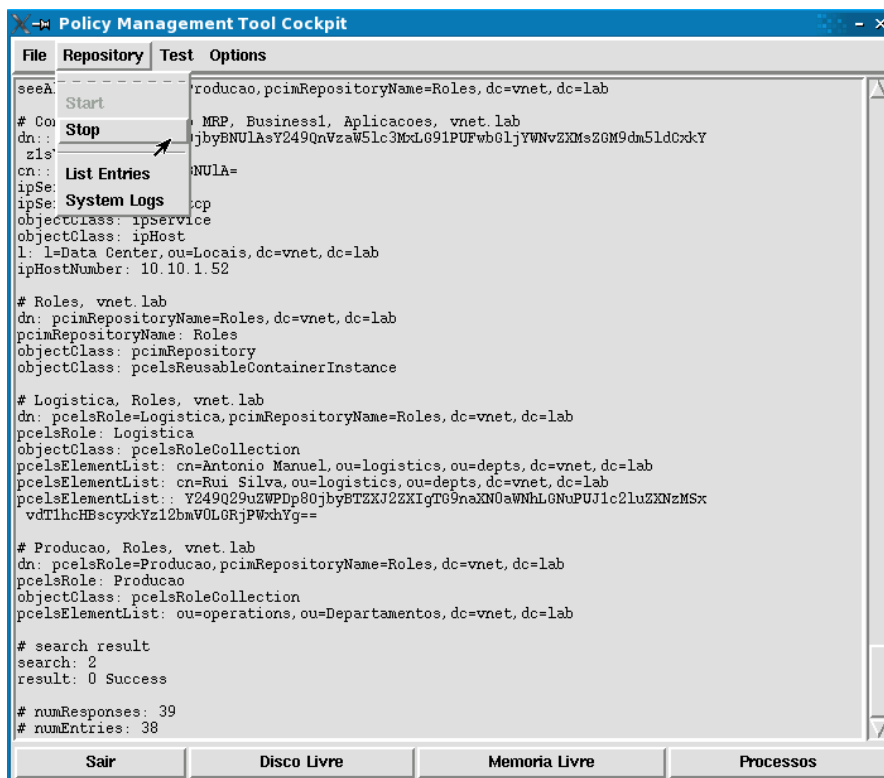 Policy Management Tool Cockpit
File Repository Test Options
Start
Stop
List Entries
System Logs
seeA roducao,pcimRepositoryName=Roles,dc=vnet,dc=lab
# Co MRP, Business1, Aplicacoes, vnet.lab
dn::
cn:: BNUlA=
ipSe
ipSe cp
objectClass: ipService
objectClass: ipHost
l: l=Data Center,ou=Locais,dc=vnet,dc=lab
ipHostNumber: 10.10.1.52
# Roles, vnet.lab
dn: pcimRepositoryName=Roles,dc=vnet,dc=lab
pcimRepositoryName: Roles
objectClass: pcimRepository
objectClass: pcelsReusableContainerInstance
# Logistica, Roles, vnet.lab
dn: pcelsRole=Logistica,pcimRepositoryName=Roles,dc=vnet,dc=lab
pcelsRole: Logistica
objectClass: pcelsRoleCollection
pcelsElementList: cn=Antonio Manuel,ou=logistics,ou=depts,dc=vnet,dc=lab
pcelsElementList: cn=Rui Silva,ou=logistics,ou=depts,dc=vnet,dc=lab
pcelsElementList:: Y249Q29uZWPDp8OjbyBTZXJ2ZXIgTG9naXN0aWNhLGNuPUJ1c2luZXNzMSx
vdT1hcHBscyxkYz12bmV0LGRjPWxhYg==
# Producao, Roles, vnet.lab
dn: pcelsRole=Producao,pcimRepositoryName=Roles,dc=vnet,dc=lab
pcelsRole: Producao
objectClass: pcelsRoleCollection
pcelsElementList: ou=operations,ou=Departamentos,dc=vnet,dc=lab
# search result
search: 2
result: 0 Success
# numResponses: 39
# numEntries: 38
Sair Disco Livre Memoria Livre Processos